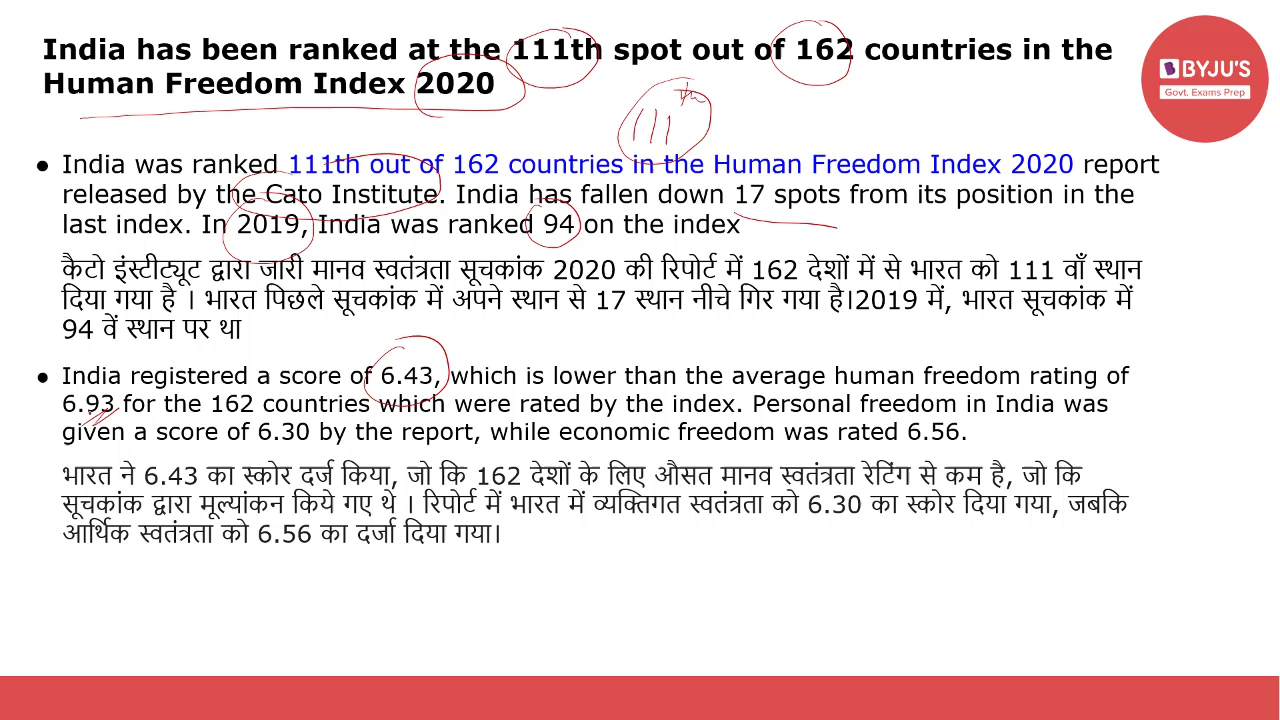 India has been ranked at the 111th spot out of 162 countries in the
Human Freedom Index 2020
BYJU'S
Govt. Exams Prep
111th
● India was ranked 111th out of 162 countries in the Human Freedom Index 2020 report
released by the Cato Institute. India has fallen down 17 spots from its position in the
last index. In 2019, India was ranked 94 on the index
कैटो इंस्टीट्यूट द्वारा जारी मानव स्वतंत्रता सूचकांक 2020 की रिपोर्ट में 162 देशों में से भारत को 111 वाँ स्थान
दिया गया है । भारत पिछले सूचकांक में अपने स्थान से 17 स्थान नीचे गिर गया है।2019 में, भारत सूचकांक में
94 वें स्थान पर था
● India registered a score of 6.43, which is lower than the average human freedom rating of
6.93 for the 162 countries which were rated by the index. Personal freedom in India was
given a score of 6.30 by the report, while economic freedom was rated 6.56.
भारत ने 6.43 का स्कोर दर्ज किया, जो कि 162 देशों के लिए औसत मानव स्वतंत्रता रेटिंग से कम है, जो कि
सूचकांक द्वारा मूल्यांकन किये गए थे । रिपोर्ट में भारत में व्यक्तिगत स्वतंत्रता को 6.30 का स्कोर दिया गया, जबकि
आर्थिक स्वतंत्रता को 6.56 का दर्जा दिया गया।